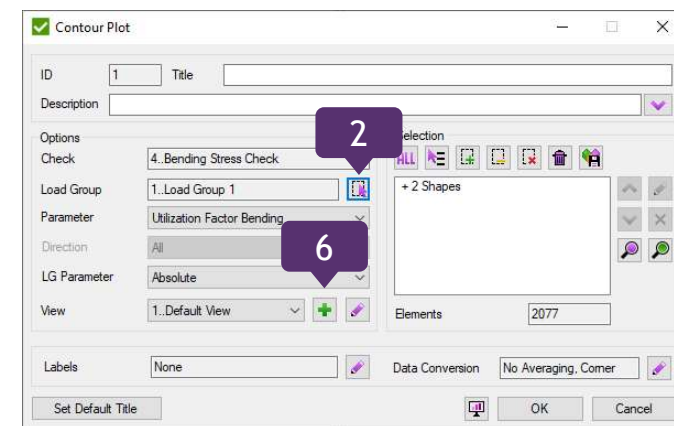 Contour Plot
ID 1 Title
Description
Options
Check 4..Bending Stress Check
Load Group 1..Load Group 1
Parameter Utilization Factor Bending
Direction All
LG Parameter Absolute
View 1..Default View
2
6
Selection
ALL
+ 2 Shapes
Elements 2077
Labels None
Data Conversion No Averaging, Corner
Set Default Title
OK
Cancel